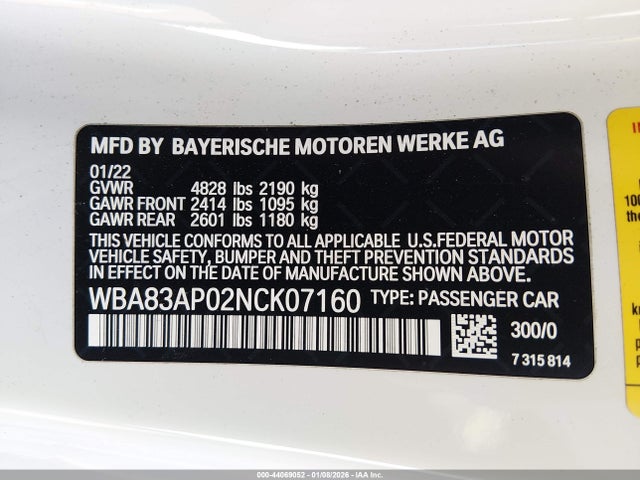 MFD BY BAYERISCHE MOTOREN WERKE AG
01/22
GVWR 4828 lbs 2190 kg
GAWR FRONT 2414 lbs 1095 kg
GAWR REAR 2601 lbs 1180 kg
THIS VEHICLE CONFORMS TO ALL APPLICABLE U.S.FEDERAL MOTOR
VEHICLE SAFETY, BUMPER AND THEFT PREVENTION STANDARDS
IN EFFECT ON THE DATE OF MANUFACTURE SHOWN ABOVE.
WBA83AP02NCK07160 TYPE: PASSENGER CAR
300/0
7 315 814
100
the
000-44069052 - 01/08/2026 - IAA Inc.